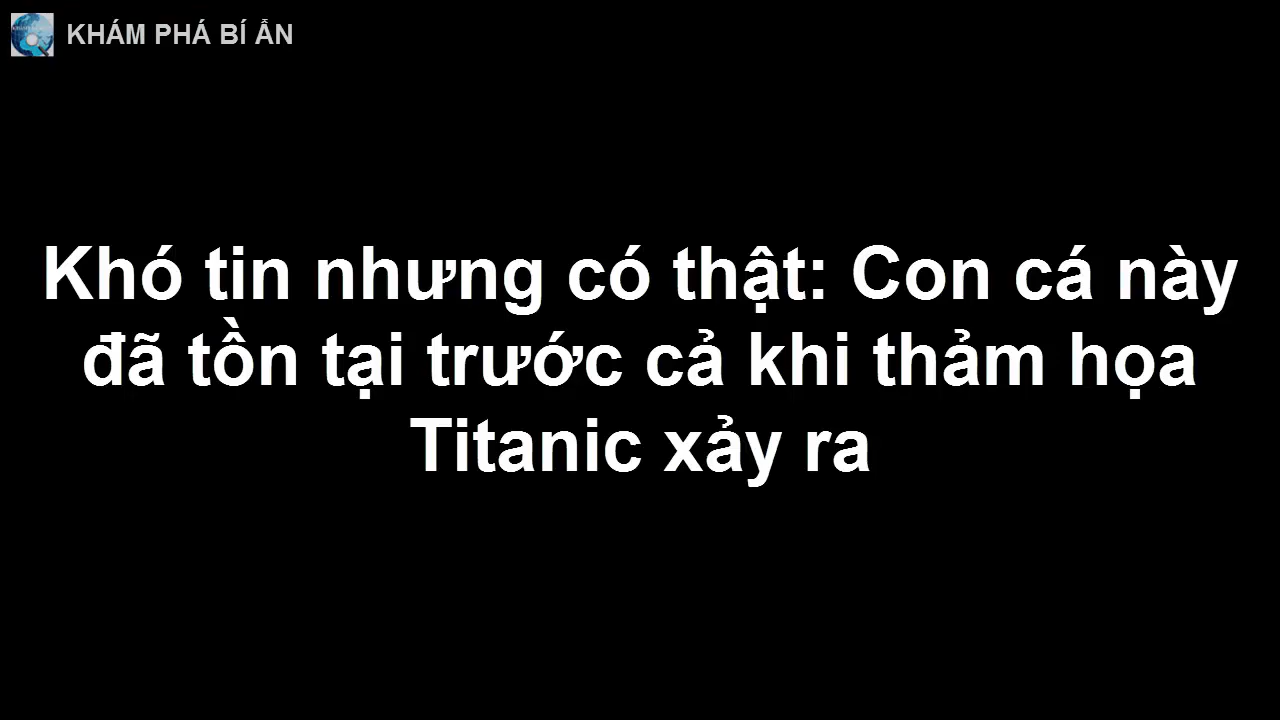 KHÁM PHÁ BÍ ẨN
Khó tin nhưng có thật: Con cá này
đã tồn tại trước cả khi thảm họa
Titanic xảy ra